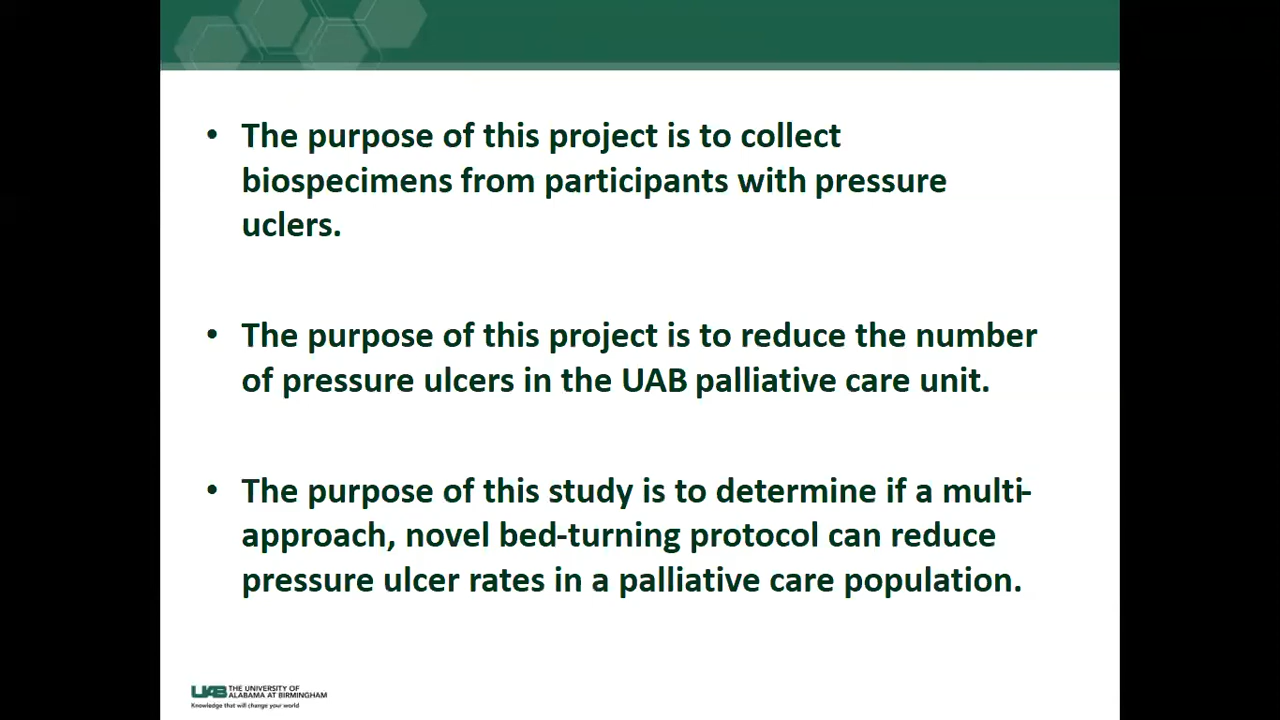 • The purpose of this project is to collect
biospecimens from participants with pressure
uclers.
• The purpose of this project is to reduce the number
of pressure ulcers in the UAB palliative care unit.
• The purpose of this study is to determine if a multi-
approach, novel bed-turning protocol can reduce
pressure ulcer rates in a palliative care population.
UAB THE UNIVERSITY OF
ALABAMA AT BIRMINGHAM
Knowledge that will change your world